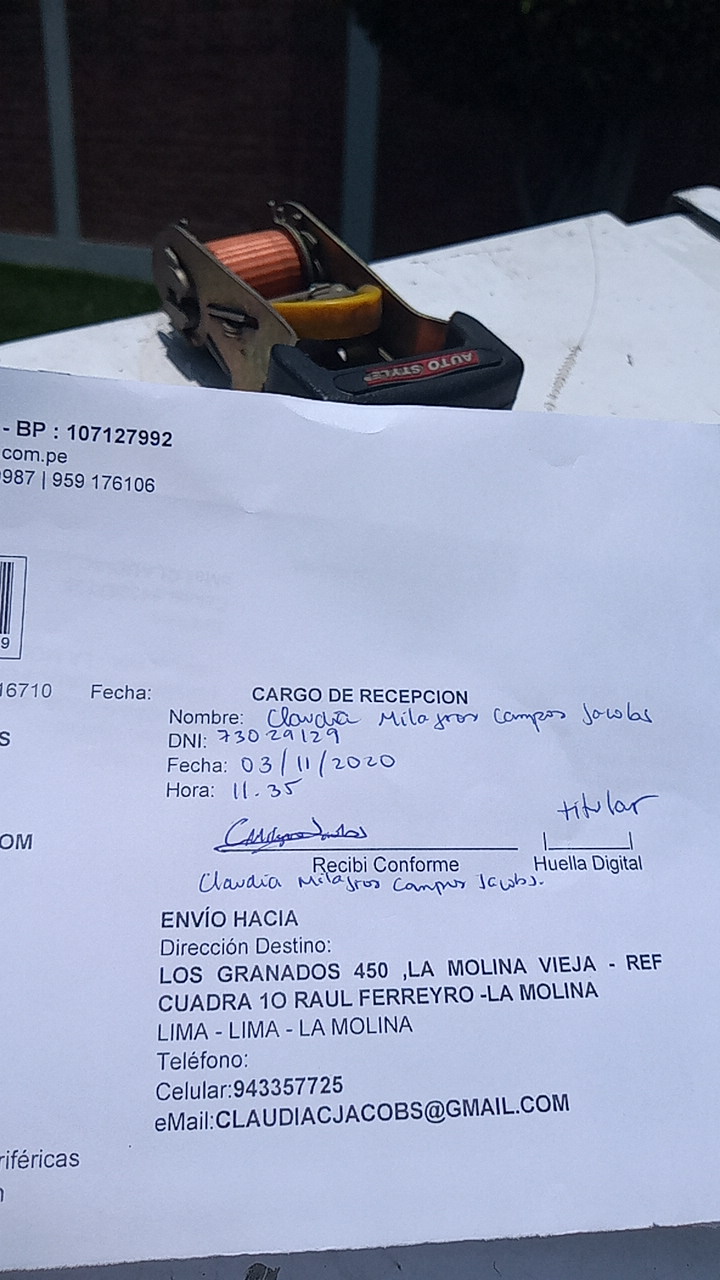 AUTO STYLE
- BP : 107127992
com.pe
987 | 959 176106
9
16710 Fecha:
CARGO DE RECEPCION
Nombre: Claudia Milagros Campos Jacobs
S
DNI: 73029129
Fecha: 03/11/2020
Hora: 11.35
titular
OM
Recibi Conforme Huella Digital
Claudia Milagros Campos Jacobs.
ENVÍO HACIA
Dirección Destino:
LOS GRANADOS 450 ,LA MOLINA VIEJA - REF
CUADRA 1O RAUL FERREYRO -LA MOLINA
LIMA - LIMA - LA MOLINA
Teléfono:
Celular:943357725
eMail:CLAUDIACJACOBS@GMAIL.COM
riféricas